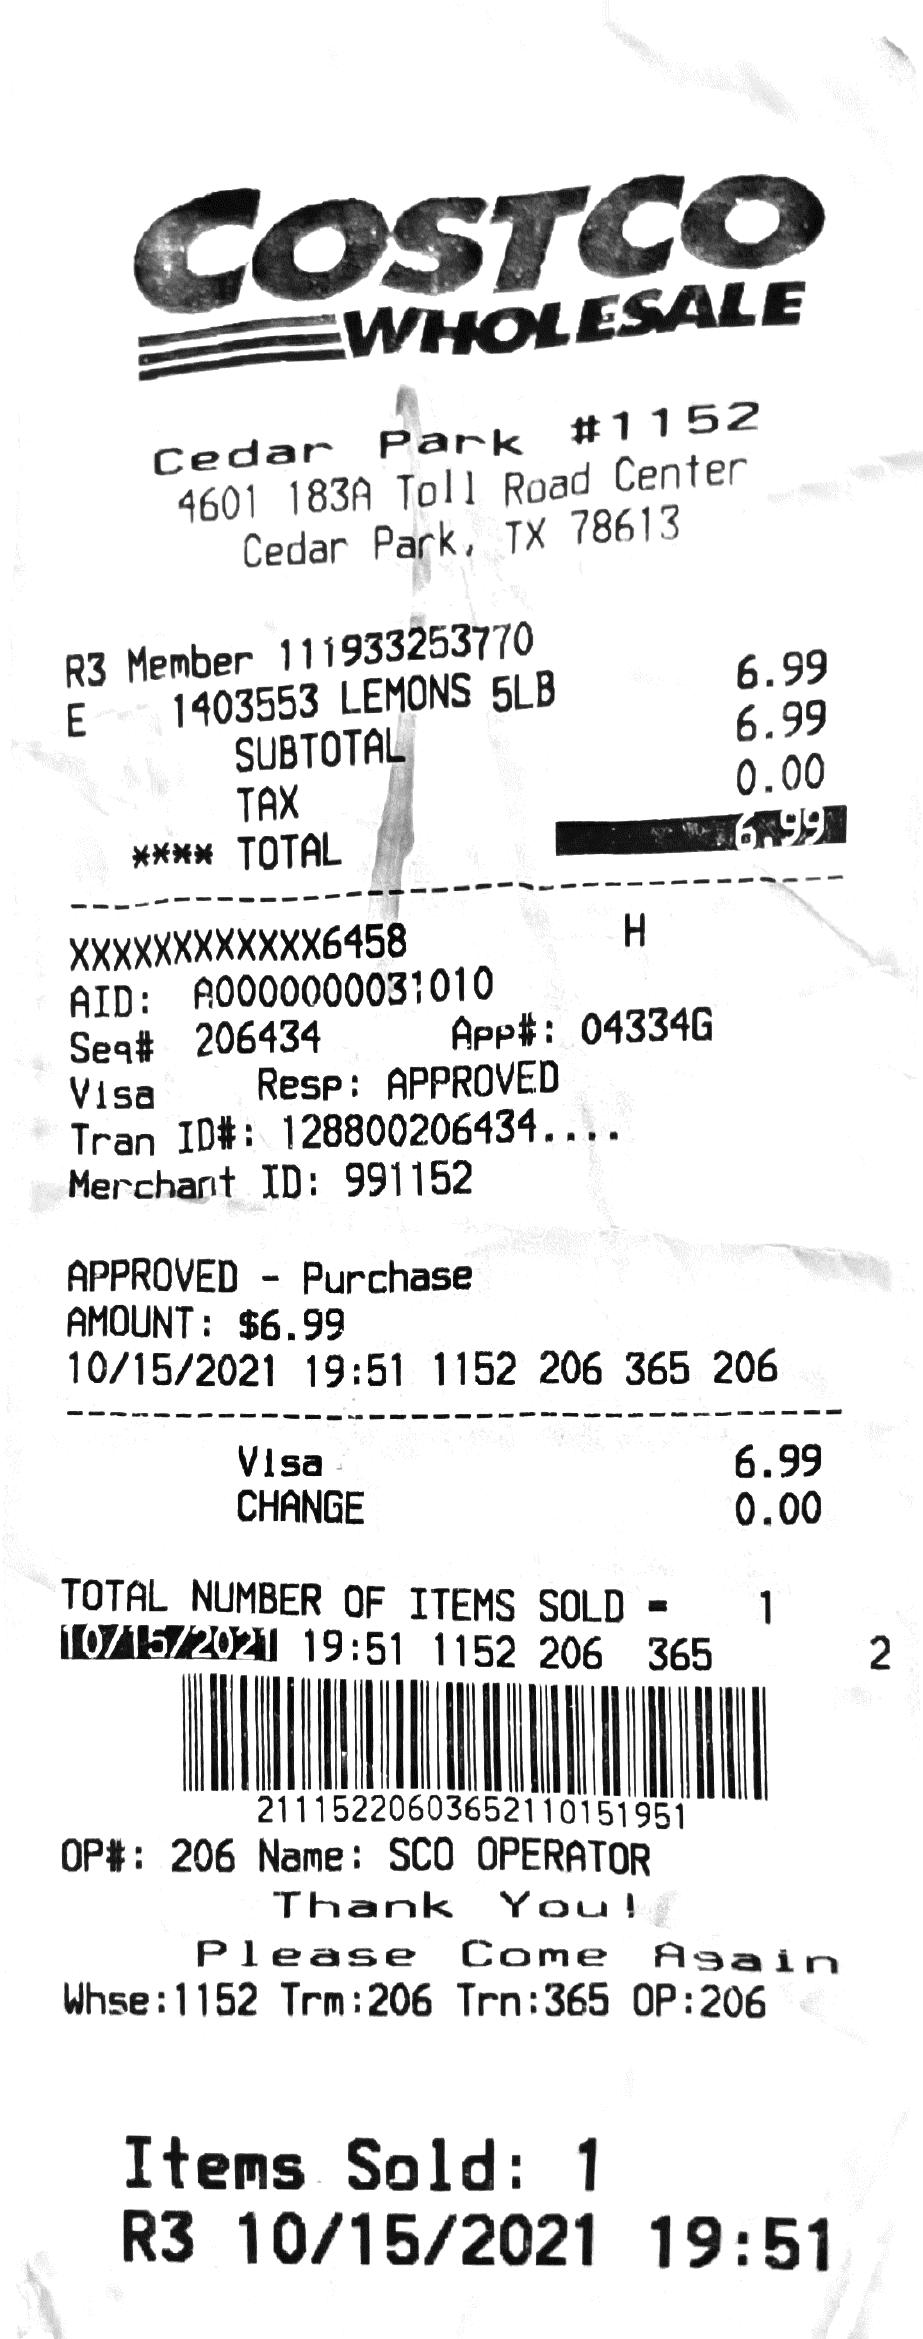 COSTCO
WHOLESALE
Cedar Park #1152
4601 183A Toll Road Center
Cedar Park, TX 78613
R3 Member 111933253770
E 1403553 LEMONS 5LB 6.99
SUBTOTAL 6.99
TAX 0.00
**** TOTAL 6.99
XXXXXXXXXXXX6458 H
AID: A0000000031010
Seq# 206434 App#: 04334G
Visa Resp: APPROVED
Tran ID#: 128800206434....
Merchant ID: 991152
APPROVED - Purchase
AMOUNT: $6.99
10/15/2021 19:51 1152 206 365 206
Visa 6.99
CHANGE 0.00
TOTAL NUMBER OF ITEMS SOLD = 1
10/15/2021 19:51 1152 206 365 2
21115220603652110151951
OP#: 206 Name: SCO OPERATOR
Thank You!
Please Come Again
Whse:1152 Trm:206 Trn:365 OP:206
Items Sold: 1
R3 10/15/2021 19:51